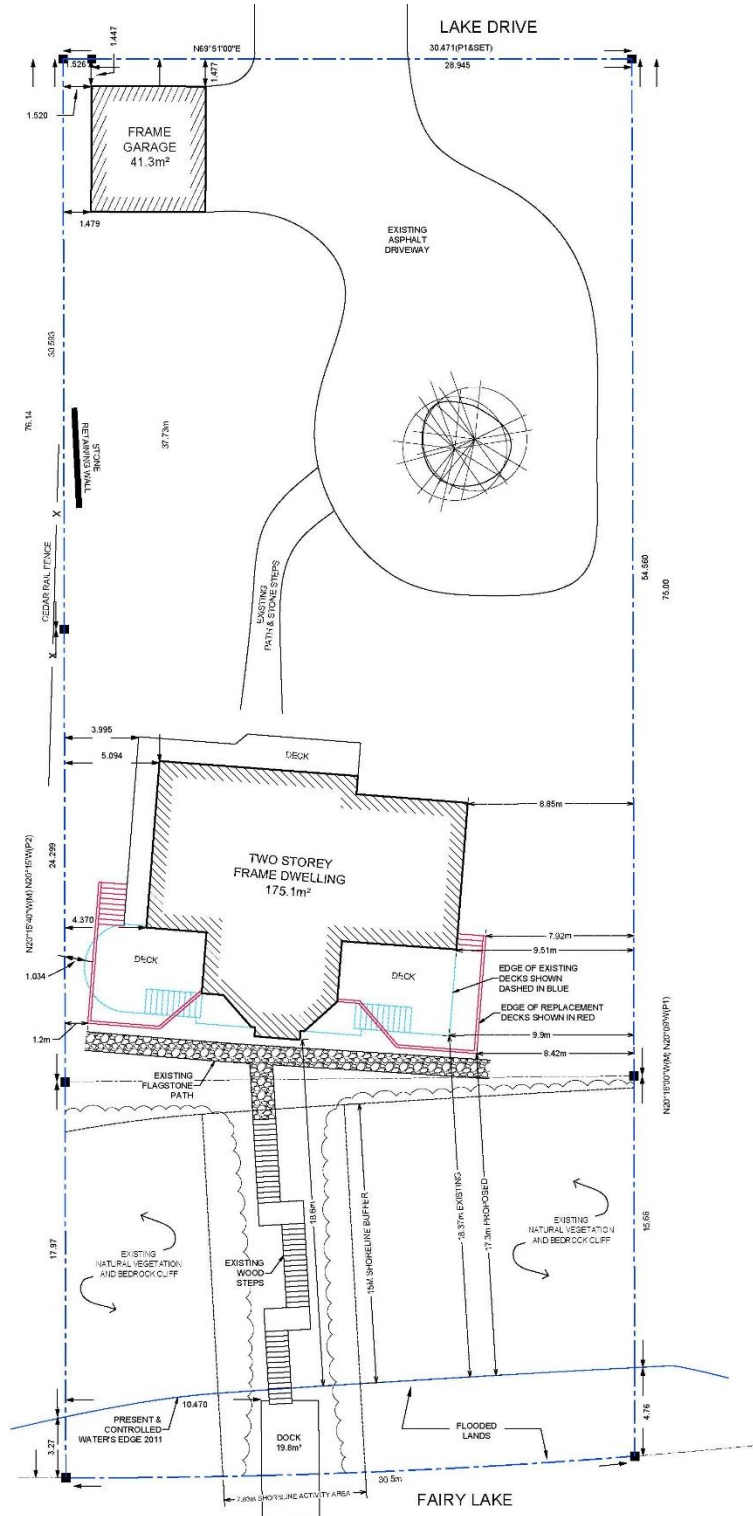 LAKE DRIVE
N69°51'00"E
30.471(P1&SET)
28.945
1.447
1.526
1.477
1.520
FRAME
GARAGE
41.3m²
1.479
EXISTING
ASPHALT
DRIVEWAY
30.593
76.14
STONE
RETAINING WALL
37.73m
X
CEDAR RAIL FENCE
X
EXISTING
PATH & STONE STEPS
54.560
75.00
3.995
DECK
5.094
8.85m
TWO STOREY
FRAME DWELLING
175.1m²
N20°15'40"W(M) N20°15'W(P2)
24.299
4.370
7.92m
9.51m
DECK
DECK
1.034
EDGE OF EXISTING
DECKS SHOWN
DASHED IN BLUE
EDGE OF REPLACEMENT
DECKS SHOWN IN RED
1.2m
9.9m
8.42m
N20°16'00"W(M) N20°09'W(P1)
EXISTING
FLAGSTONE
PATH
18.6m
15M SHORELINE BUFFER
18.37m EXISTING
17.3m PROPOSED
17.97
15.66
EXISTING
NATURAL VEGETATION
AND BEDROCK CLIFF
EXISTING
WOOD
STEPS
EXISTING
NATURAL VEGETATION
AND BEDROCK CLIFF
10.470
PRESENT &
CONTROLLED
WATER'S EDGE 2011
3.27
DOCK
19.6m²
FLOODED
LANDS
4.76
30.5m
7.63m SHORELINE ACTIVITY AREA
FAIRY LAKE